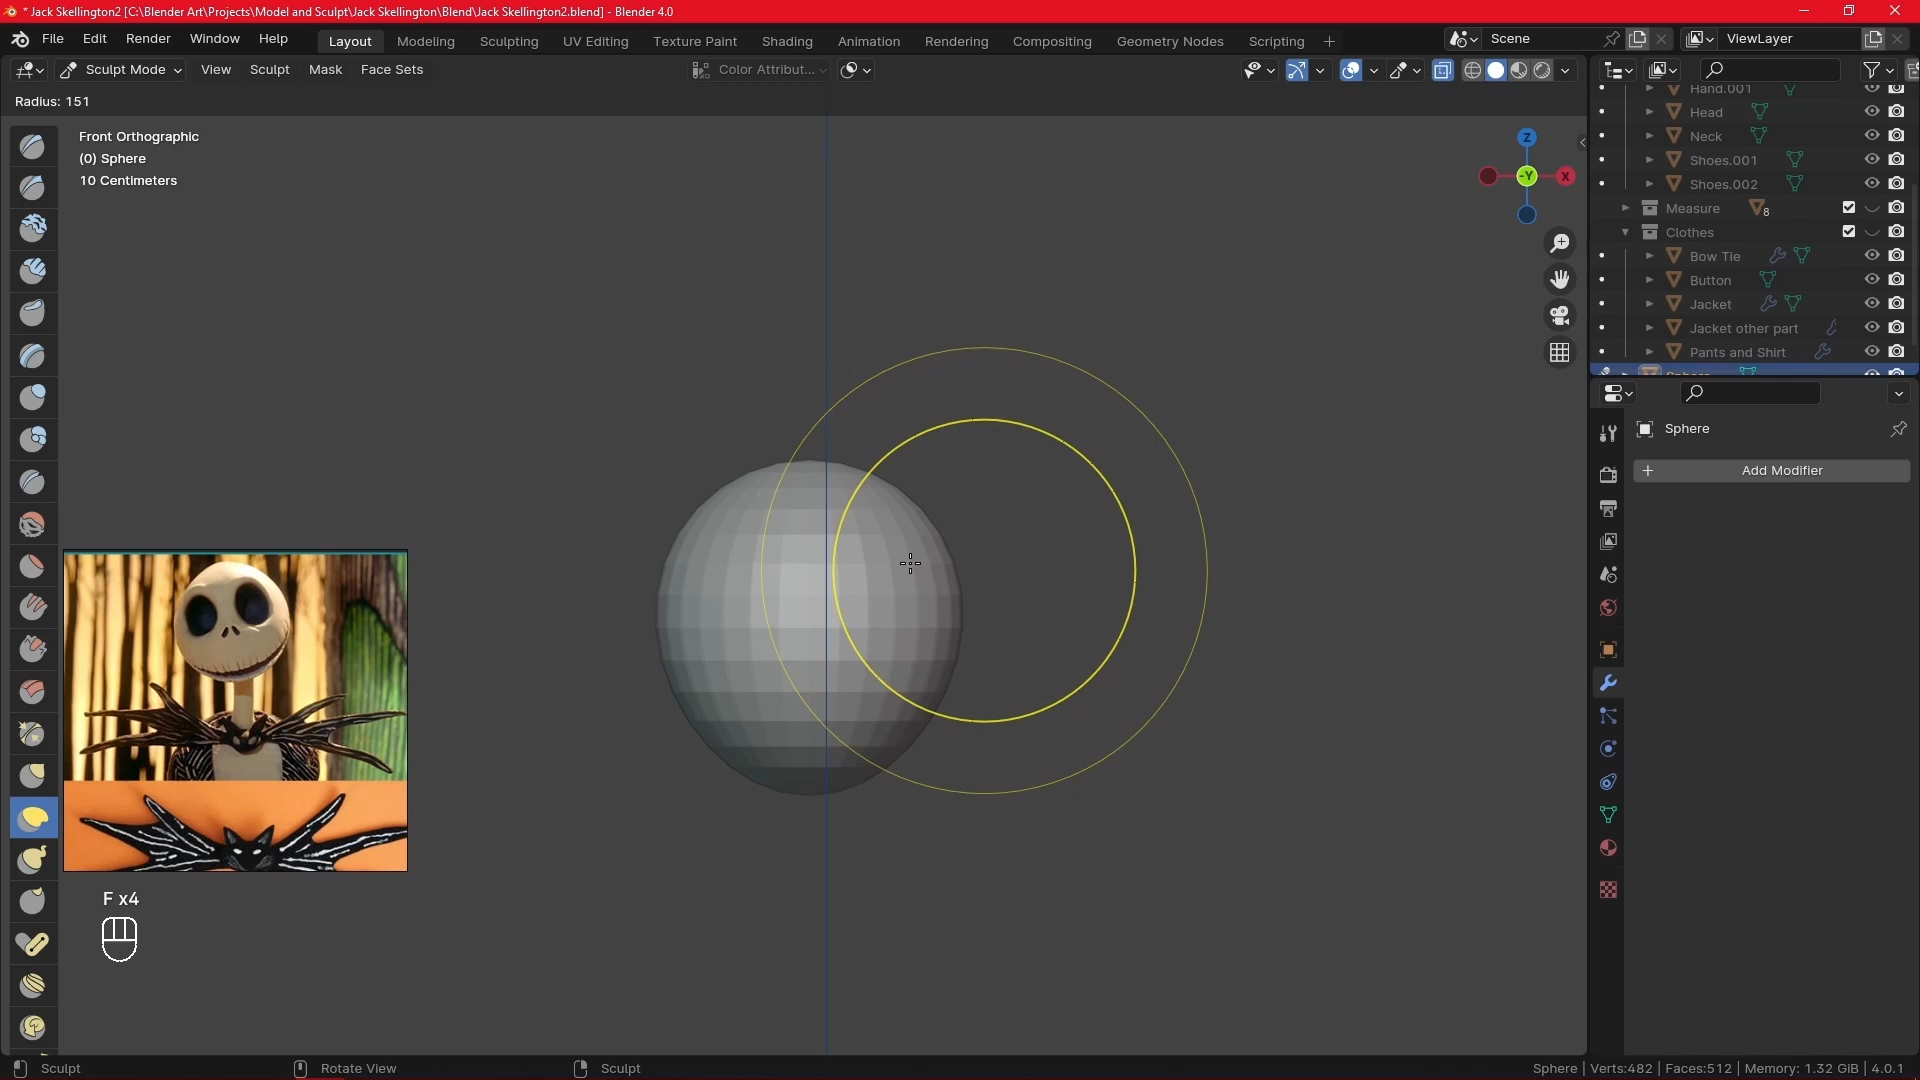 * Jack Skellington2 [C:\Blender Art\Projects\Model and Sculpt\Jack Skellington\Blend\Jack Skellington2.blend] - Blender 4.0
File Edit Render Window Help Layout Modeling Sculpting UV Editing Texture Paint Shading Animation Rendering Compositing Geometry Nodes Scripting + Scene ViewLayer
Sculpt Mode View Sculpt Mask Face Sets Color Attribut...
Radius: 151
Front Orthographic
(0) Sphere
10 Centimeters
Z
-Y
X
Hand.001
Head
Neck
Shoes.001
Shoes.002
Measure 8
Clothes
Bow Tie
Button
Jacket
Jacket other part
Pants and Shirt
Sphere
Sphere
+ Add Modifier
F x4
Sculpt Rotate View Sculpt Sphere | Verts:482 | Faces:512 | Memory: 1.32 GiB | 4.0.1